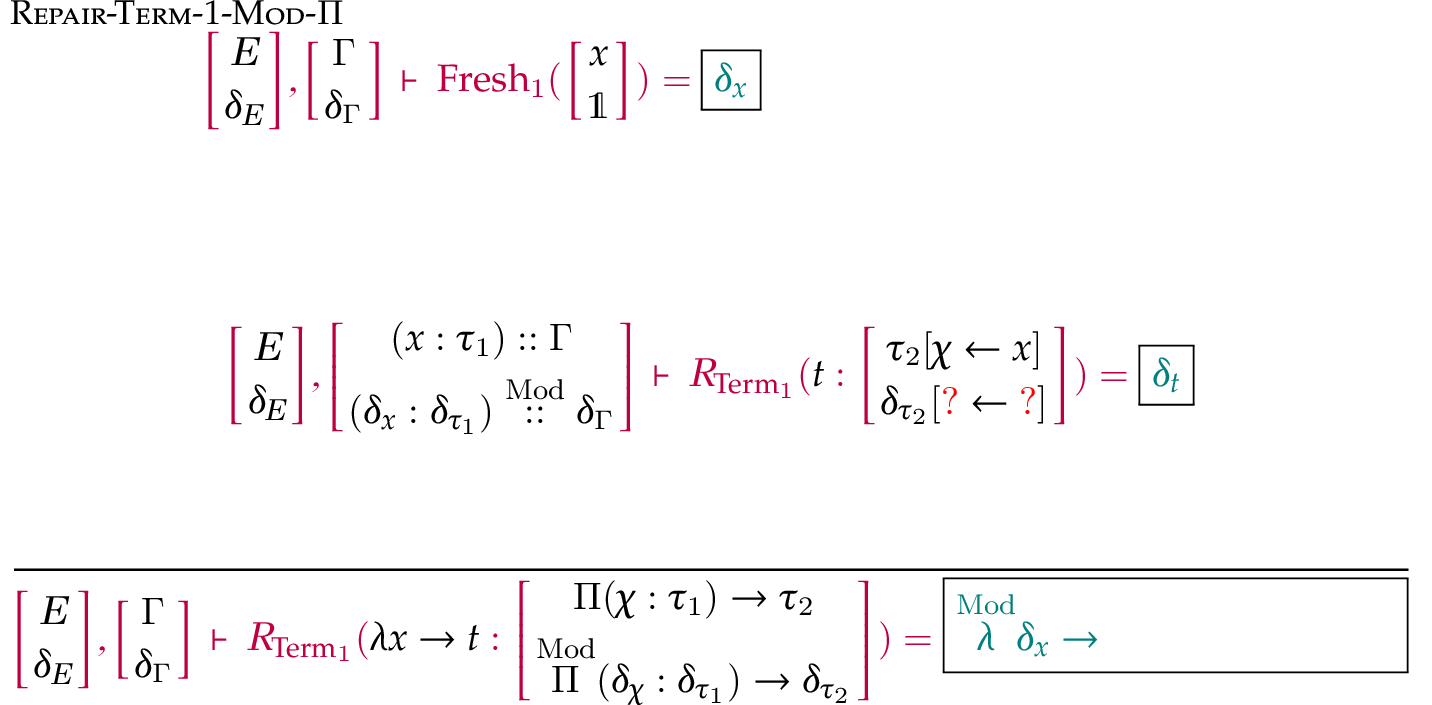 Repair-Term-1-Mod-Π
[E δ_E], [Γ δ_Γ] ⊢ Fresh₁([x 𝟙]) = δ_x
[E δ_E], [(x : τ₁) :: Γ (δ_x : δ_τ₁) ::^Mod δ_Γ] ⊢ R_Term₁(t : [τ₂[χ ← x] δ_τ₂[? ← ?]]) = δ_t
[E δ_E], [Γ δ_Γ] ⊢ R_Term₁(λx → t : [Π(χ : τ₁) → τ₂ Π^Mod(δ_χ : δ_τ₁) → δ_τ₂]) = λ^Mod δ_x →